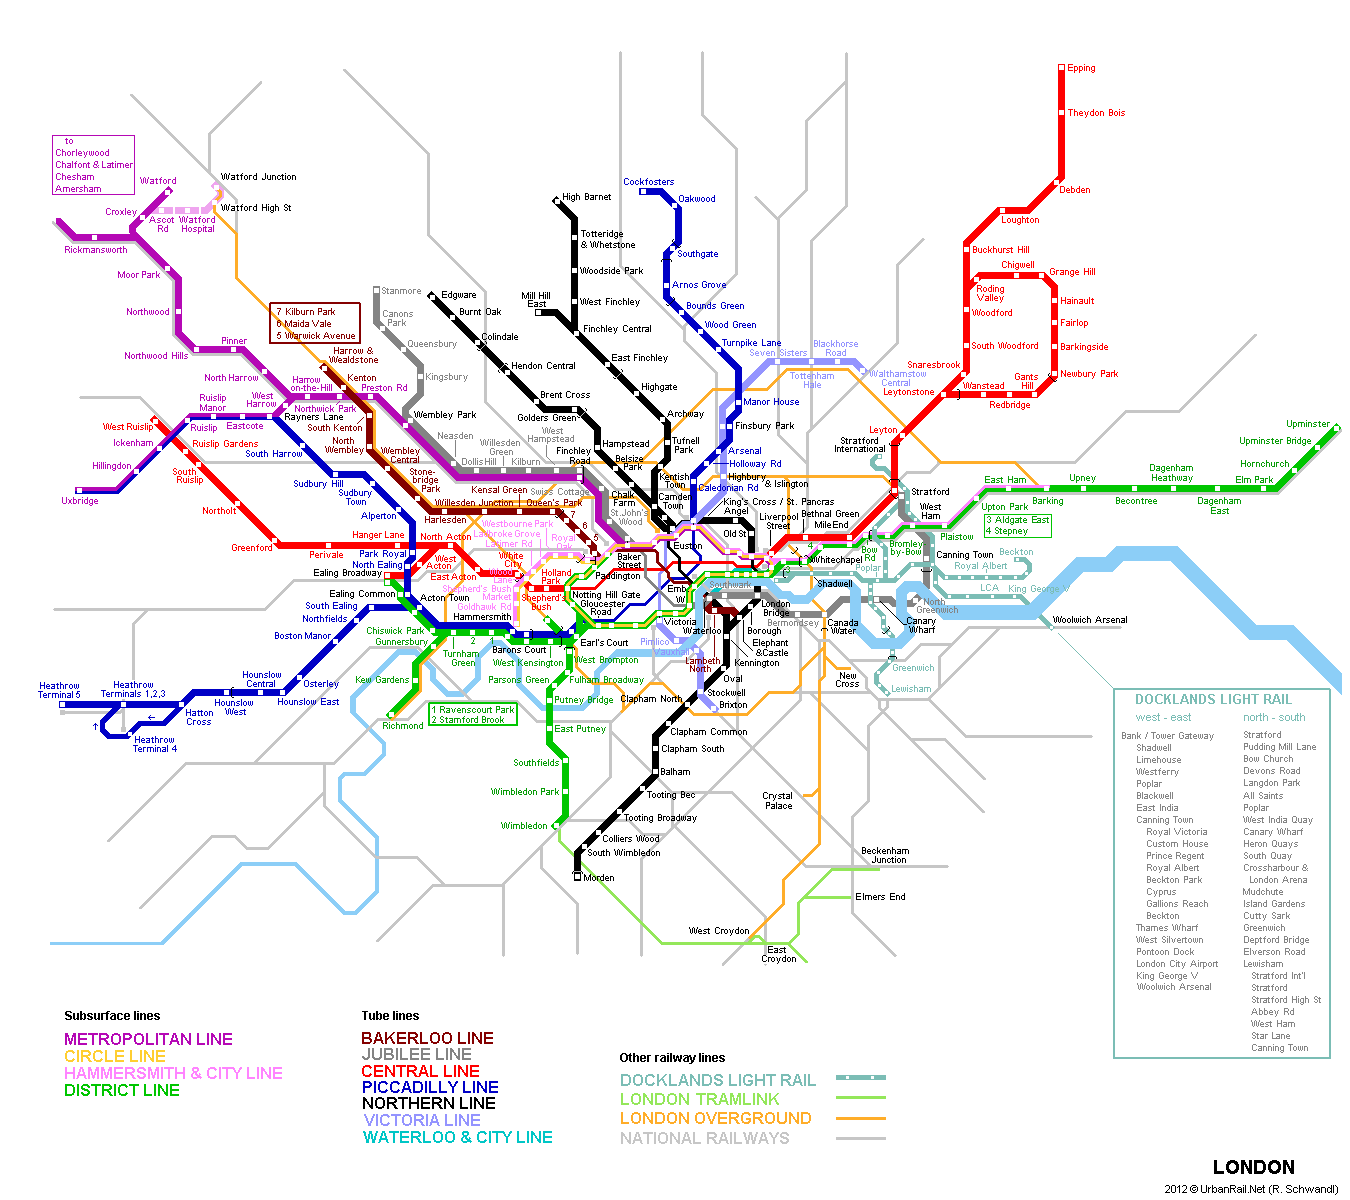 to
Chorleywood
Chalfont & Latimer
Chesham
Amersham
Watford
Watford Junction
Watford High St
Croxley
Ascot
Rd
Watford
Hospital
Rickmansworth
Moor Park
Northwood
Northwood Hills
Pinner
North Harrow
7 Kilburn Park
6 Maida Vale
5 Warwick Avenue
Harrow &
Wealdstone
Kenton
Harrow
on-the-Hill
Preston Rd
Northwick Park
South Kenton
North
Wembley
Wembley
Central
Stone-
bridge
Park
Harlesden
Willesden Junction
Queen's Park
Kensal Green
West
Harrow
Rayners Lane
Ruislip
Manor
Eastcote
Ruislip
Ruislip Gardens
West Ruislip
Ickenham
Hillingdon
Uxbridge
South
Ruislip
Northolt
Greenford
Perivale
Hanger Lane
North Acton
West
Acton
East Acton
White
City
South Harrow
Sudbury Hill
Sudbury
Town
Alperton
Park Royal
North Ealing
Ealing Broadway
Ealing Common
Acton Town
South Ealing
Northfields
Boston Manor
Osterley
Hounslow East
Hounslow
Central
Hounslow
West
Hatton
Cross
Heathrow
Terminals 1,2,3
Heathrow
Terminal 5
Heathrow
Terminal 4
Chiswick Park
Gunnersbury
Kew Gardens
Richmond
Turnham
Green
2
1
1 Ravenscourt Park
2 Stamford Brook
Hammersmith
Barons Court
West Kensington
Earl's Court
West Brompton
Fulham Broadway
Parsons Green
Putney Bridge
East Putney
Southfields
Wimbledon Park
Wimbledon
Stanmore
Canons
Park
Queensbury
Kingsbury
Wembley Park
Neasden
Dollis Hill
Willesden
Green
Kilburn
West
Hampstead
Finchley
Road
Swiss Cottage
St.John's
Wood
Baker
Street
Edgware
Burnt Oak
Colindale
Hendon Central
Brent Cross
Golders Green
Hampstead
Belsize
Park
Chalk
Farm
Camden
Town
Mill Hill
East
High Barnet
Totteridge
& Whetstone
Woodside Park
West Finchley
Finchley Central
East Finchley
Highgate
Archway
Tufnell
Park
Kentish
Town
Cockfosters
Oakwood
Southgate
Arnos Grove
Bounds Green
Wood Green
Turnpike Lane
Manor House
Finsbury Park
Arsenal
Holloway Rd
Caledonian Rd
Seven Sisters
Blackhorse
Road
Tottenham
Hale
Walthamstow
Central
Highbury
& Islington
King's Cross / St. Pancras
Angel
Old St
Euston
Liverpool
Street
Westbourne Park
Ladbroke Grove
Latimer Rd
Royal
Oak
7
6
5
Wood
Lane
Shepherd's Bush
Market
Goldhawk Rd
Holland
Park
Shepherd's
Bush
Paddington
Notting Hill Gate
Gloucester
Road
Emb
Southwark
Victoria
Waterloo
Pimlico
Vauxhall
Lambeth
North
London
Bridge
Borough
Elephant
&Castle
Kennington
Oval
Stockwell
Brixton
Clapham North
Clapham Common
Clapham South
Balham
Tooting Bec
Tooting Broadway
Colliers Wood
South Wimbledon
Morden
Bermondsey
Canada
Water
Canary
Wharf
North
Greenwich
New
Cross
Epping
Theydon Bois
Debden
Loughton
Buckhurst Hill
Chigwell
Grange Hill
Roding
Valley
Hainault
Woodford
Fairlop
South Woodford
Barkingside
Snaresbrook
Newbury Park
Gants
Hill
Wanstead
Redbridge
Leytonstone
Leyton
Stratford
International
Stratford
West
Ham
Bethnal Green
Mile End
Whitechapel
3
4
Bow
Rd
Bromley-
by-Bow
Plaistow
Upton Park
East Ham
3 Aldgate East
4 Stepney
Barking
Upney
Becontree
Dagenham
Heathway
Dagenham
East
Elm Park
Hornchurch
Upminster Bridge
Upminster
Canning Town
Shadwell
Poplar
Beckton
Royal Albert
LCA
King George V
Woolwich Arsenal
Greenwich
Lewisham
Crystal
Palace
Beckenham
Junction
Elmers End
West Croydon
East
Croydon
DOCKLANDS LIGHT RAIL
west - east
Bank / Tower Gateway
Shadwell
Limehouse
Westferry
Poplar
Blackwell
East India
Canning Town
Royal Victoria
Custom House
Prince Regent
Royal Albert
Beckton Park
Cyprus
Gallions Reach
Beckton
Thames Wharf
West Silvertown
Pontoon Dock
London City Airport
King George V
Woolwich Arsenal
north - south
Stratford
Pudding Mill Lane
Bow Church
Devons Road
Langdon Park
All Saints
Poplar
West India Quay
Canary Wharf
Heron Quays
South Quay
Crossharbour &
London Arena
Mudchute
Island Gardens
Cutty Sark
Greenwich
Deptford Bridge
Elverson Road
Lewisham
Stratford Int'l
Stratford
Stratford High St
Abbey Rd
West Ham
Star Lane
Canning Town
Subsurface lines
METROPOLITAN LINE
CIRCLE LINE
HAMMERSMITH & CITY LINE
DISTRICT LINE
Tube lines
BAKERLOO LINE
JUBILEE LINE
CENTRAL LINE
PICCADILLY LINE
NORTHERN LINE
VICTORIA LINE
WATERLOO & CITY LINE
Other railway lines
DOCKLANDS LIGHT RAIL
LONDON TRAMLINK
LONDON OVERGROUND
NATIONAL RAILWAYS
LONDON
2012 © UrbanRail.Net (R. Schwandl)